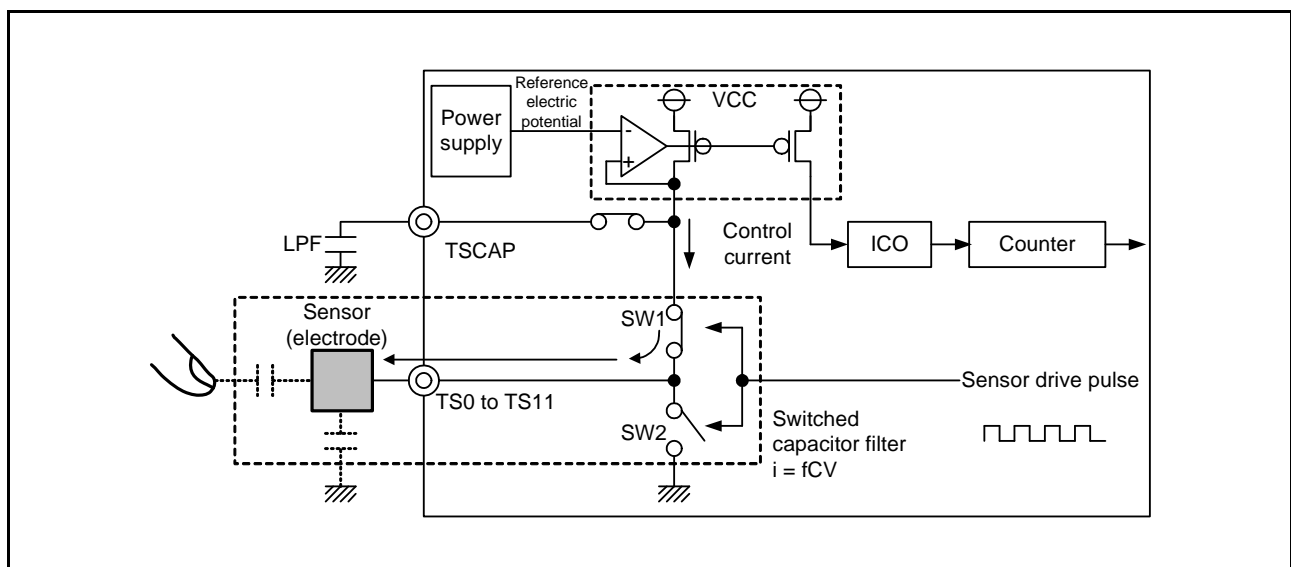 Power
supply
Reference
electric
potential
VCC
-
+
LPF
TSCAP
Control
current
ICO
Counter
Sensor
(electrode)
SW1
TS0 to TS11
SW2
Sensor drive pulse
Switched
capacitor filter
i = fCV